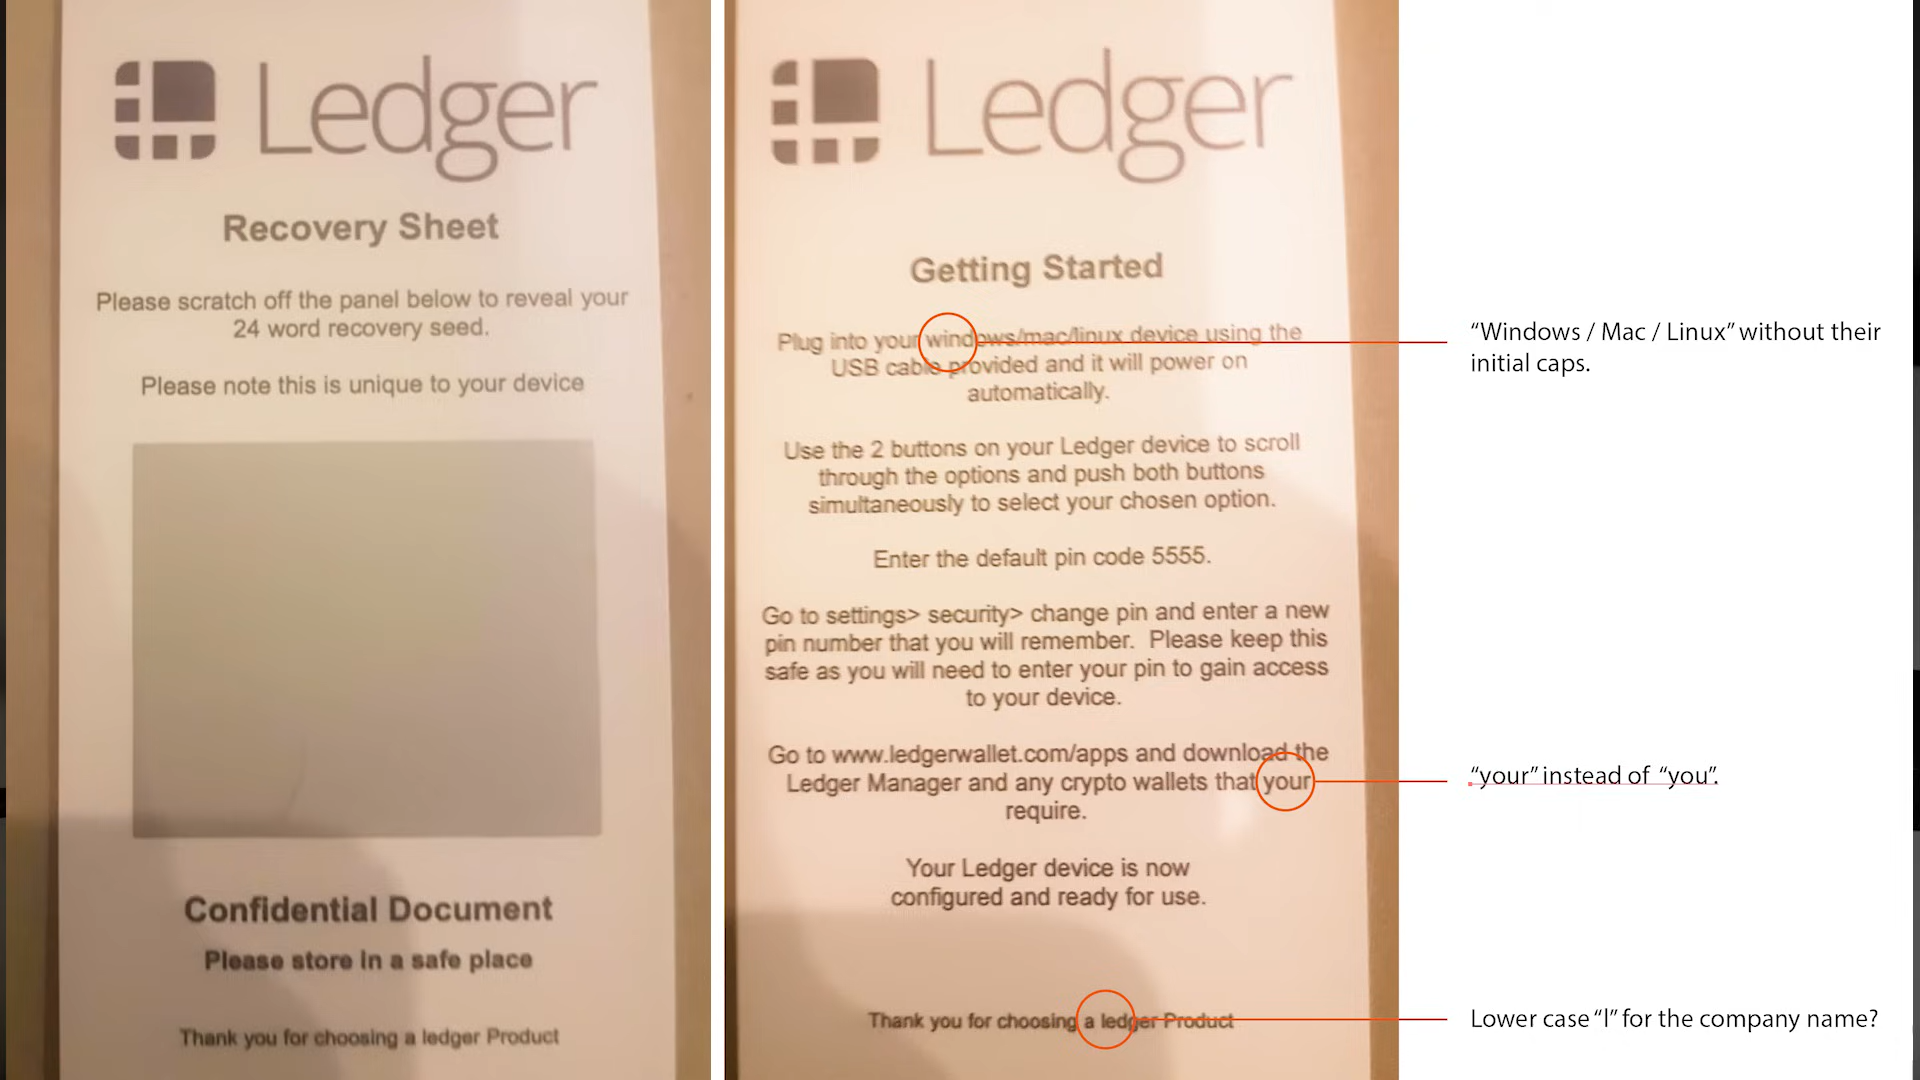 Ledger
Recovery Sheet
Please scratch off the panel below to reveal your
24 word recovery seed.
Please note this is unique to your device
Confidential Document
Please store in a safe place
Thank you for choosing a ledger Product
Ledger
Getting Started
Plug into your windows/mac/linux device using the
USB cable provided and it will power on
automatically.
Use the 2 buttons on your Ledger device to scroll
through the options and push both buttons
simultaneously to select your chosen option.
Enter the default pin code 5555.
Go to settings> security> change pin and enter a new
pin number that you will remember.  Please keep this
safe as you will need to enter your pin to gain access
to your device.
Go to www.ledgerwallet.com/apps and download the
Ledger Manager and any crypto wallets that your
require.
Your Ledger device is now
configured and ready for use.
Thank you for choosing a ledger Product
“Windows / Mac / Linux” without their
initial caps.
“your” instead of “you”.
Lower case “l” for the company name?